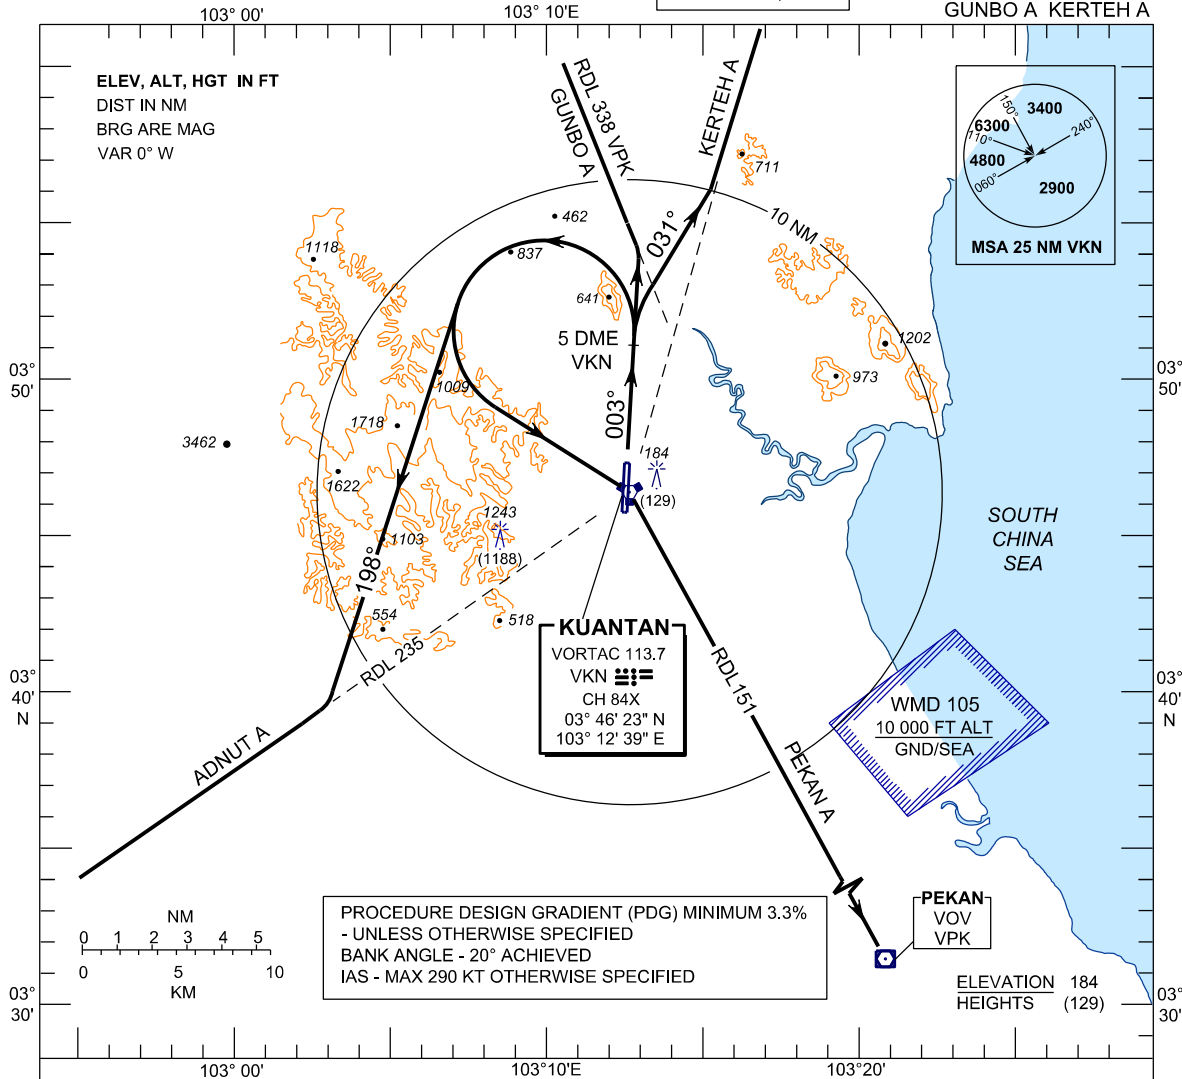 GUNBO A KERTEH A
103° 00'
103° 10'E
ELEV, ALT, HGT IN FT
DIST IN NM
BRG ARE MAG
VAR 0° W
RDL 338 VPK
GUNBO A
KERTEH A
150°
3400
6300
110°
240°
4800
060°
2900
MSA 25 NM VKN
711
10 NM
462
1118
837
031°
641
5 DME
VKN
1202
973
03°
50'
03°
50'
1009
003°
1718
3462
184
(129)
1622
1243
(1188)
1103
198°
SOUTH
CHINA
SEA
554
518
RDL 235
KUANTAN
VORTAC 113.7
VKN
CH 84X
03° 46' 23" N
103° 12' 39" E
RDL151
03°
40'
N
03°
40'
N
WMD 105
10 000 FT ALT
GND/SEA
ADNUT A
PEKAN A
PEKAN
VOV
VPK
PROCEDURE DESIGN GRADIENT (PDG) MINIMUM 3.3%
- UNLESS OTHERWISE SPECIFIED
BANK ANGLE - 20° ACHIEVED
IAS - MAX 290 KT OTHERWISE SPECIFIED
NM
0 1 2 3 4 5
0 5 10
KM
ELEVATION 184
HEIGHTS (129)
03°
30'
03°
30'
103° 00'
103°10'E
103°20'E